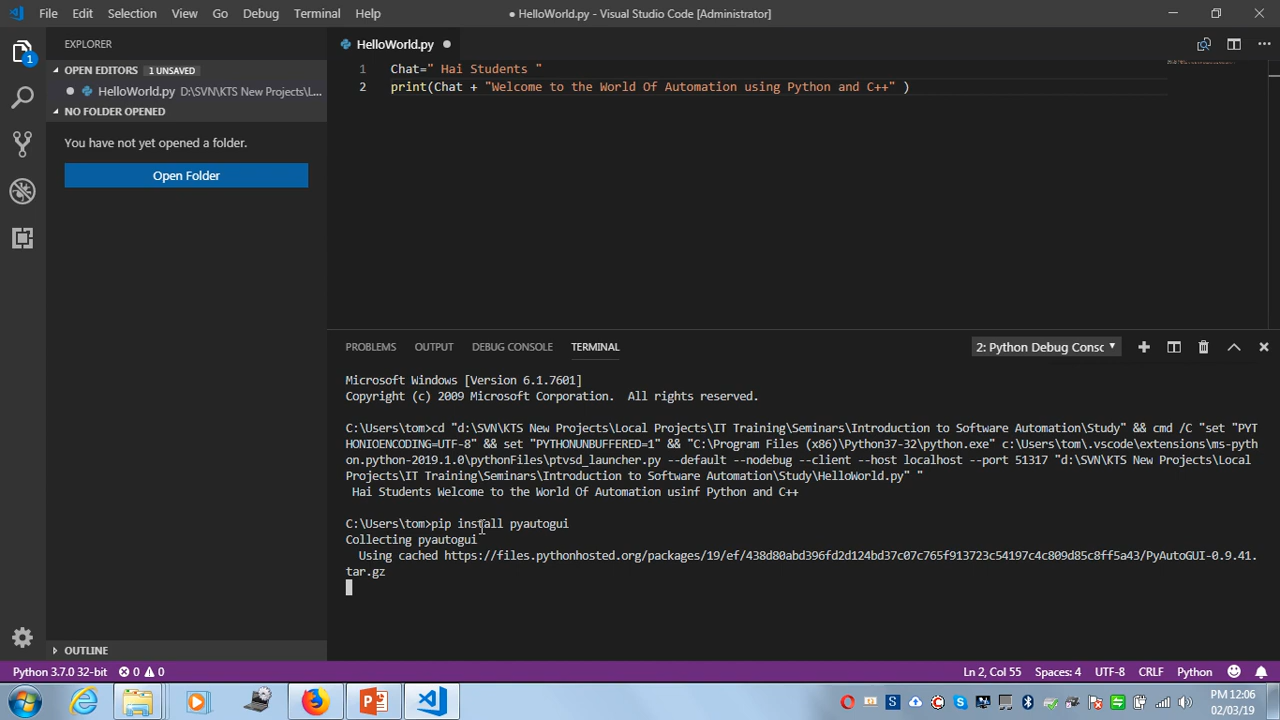 File Edit Selection View Go Debug Terminal Help
● HelloWorld.py - Visual Studio Code [Administrator]
EXPLORER
OPEN EDITORS 1 UNSAVED
HelloWorld.py D:\SVN\KTS New Projects\L...
NO FOLDER OPENED
You have not yet opened a folder.
Open Folder
OUTLINE
1
HelloWorld.py
1 Chat=" Hai Students "
2 print(Chat + "Welcome to the World Of Automation using Python and C++" )
PROBLEMS OUTPUT DEBUG CONSOLE TERMINAL
2: Python Debug Consc
Microsoft Windows [Version 6.1.7601]
Copyright (c) 2009 Microsoft Corporation.  All rights reserved.
C:\Users\tom>cd "d:\SVN\KTS New Projects\Local Projects\IT Training\Seminars\Introduction to Software Automation\Study" && cmd /C "set "PYT
HONIOENCODING=UTF-8" && set "PYTHONUNBUFFERED=1" && "C:\Program Files (x86)\Python37-32\python.exe" c:\Users\tom\.vscode\extensions\ms-pyth
on.python-2019.1.0\pythonFiles\ptvsd_launcher.py --default --nodebug --client --host localhost --port 51317 "d:\SVN\KTS New Projects\Local
Projects\IT Training\Seminars\Introduction to Software Automation\Study\HelloWorld.py" "
Hai Students Welcome to the World Of Automation usinf Python and C++
C:\Users\tom>pip install pyautogui
Collecting pyautogui
Using cached https://files.pythonhosted.org/packages/19/ef/438d80abd396fd2d124bd37c07c765f913723c54197c4c809d85c8ff5a43/PyAutoGUI-0.9.41.
tar.gz
Python 3.7.0 32-bit 0 0
Ln 2, Col 55 Spaces: 4 UTF-8 CRLF Python
PM 12:06
02/03/19